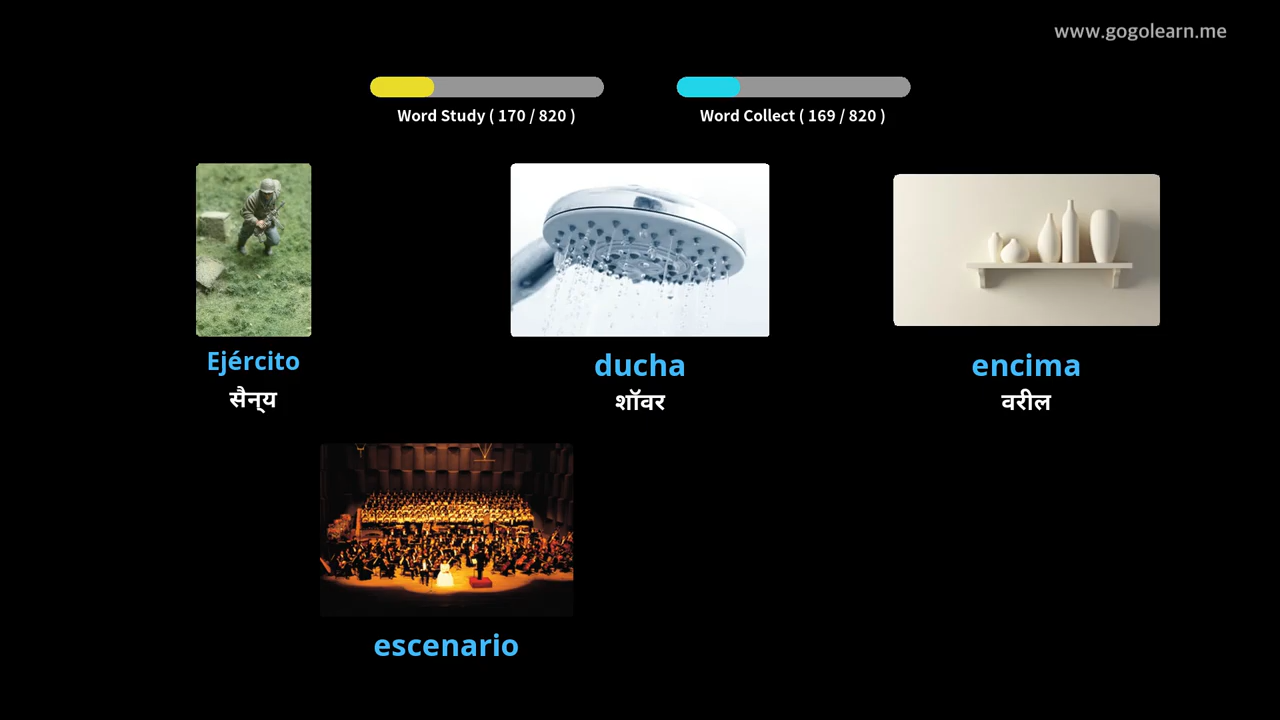 www.gogolearn.me
Word Study ( 170 / 820 )
Word Collect ( 169 / 820 )
Ejército
सैन्‍य
ducha
शॉवर
encima
वरील
escenario